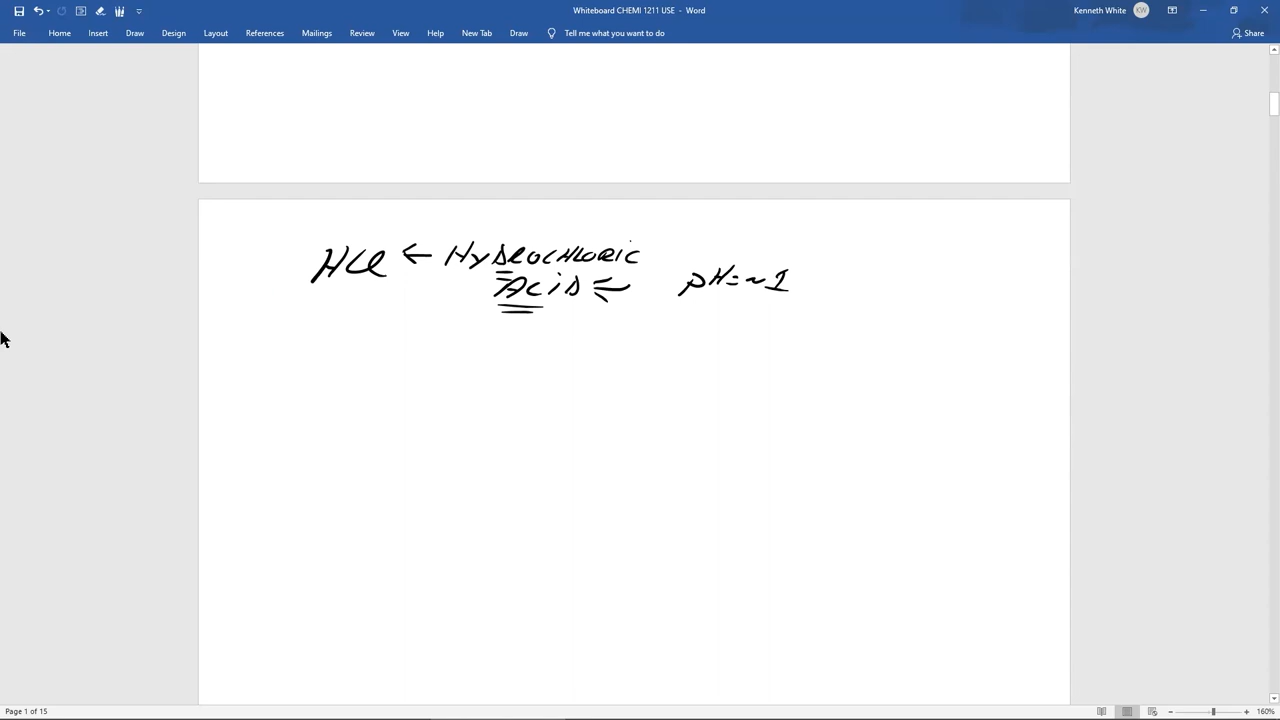 Whiteboard CHEMI 1211 USE - Word
Kenneth White KW
File Home Insert Draw Design Layout References Mailings Review View Help New Tab Draw Tell me what you want to do Share
HCl ← Hydrochloric
Acid ← pH = ~1
Page 1 of 15
160%